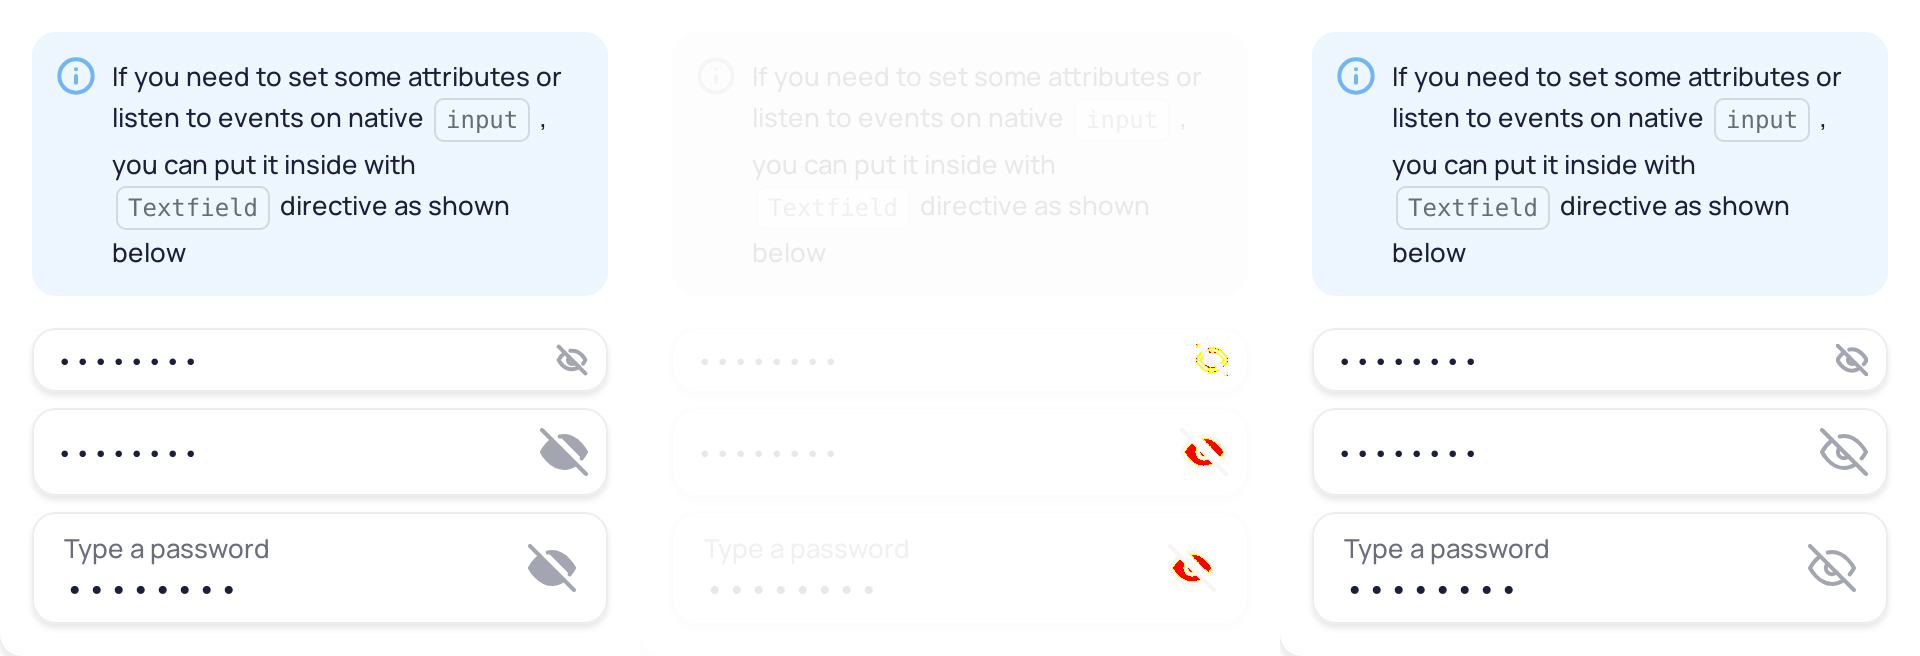 If you need to set some attributes or
listen to events on native input ,
you can put it inside with
Textfield directive as shown
below
••••••••
••••••••
Type a password
••••••••
If you need to set some attributes or
listen to events on native input ,
you can put it inside with
Textfield directive as shown
below
••••••••
••••••••
Type a password
••••••••
If you need to set some attributes or
listen to events on native input ,
you can put it inside with
Textfield directive as shown
below
••••••••
••••••••
Type a password
••••••••